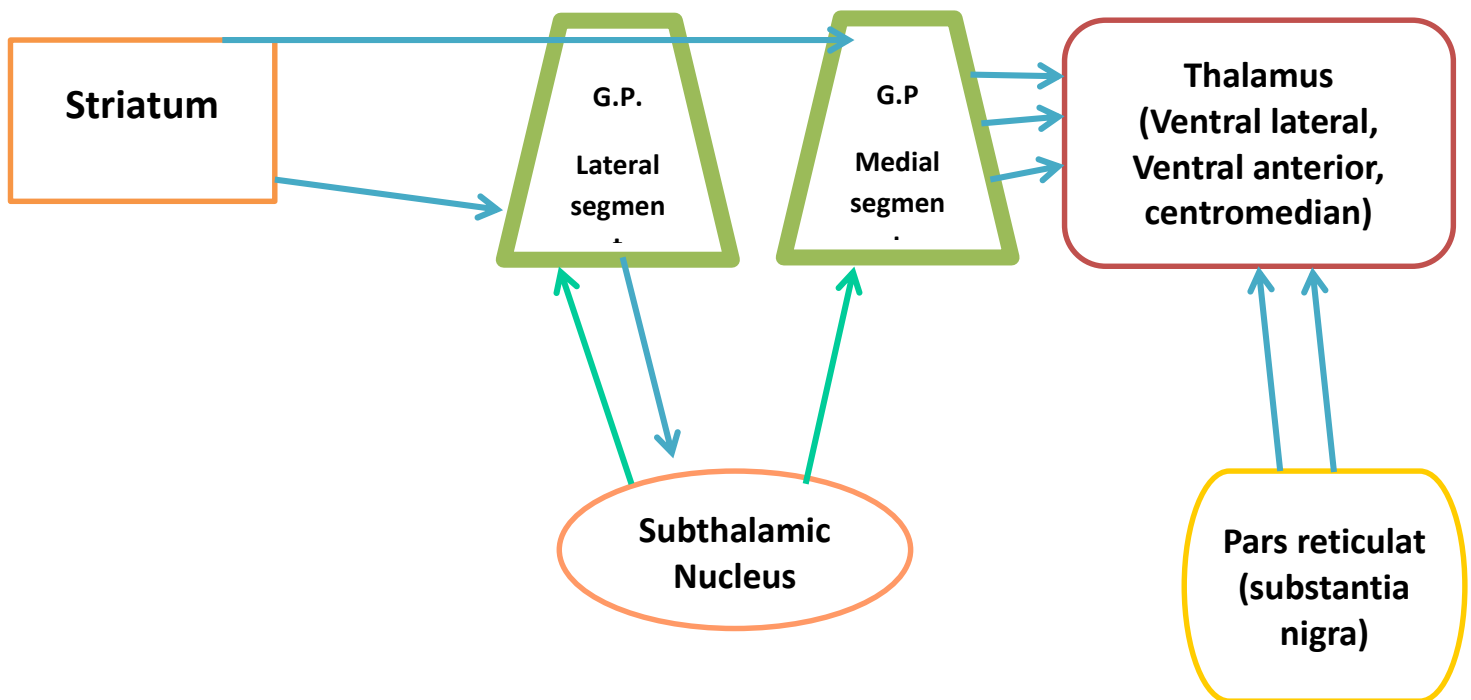 Striatum
G.P.
Lateral
segmen
G.P
Medial
segmen
Thalamus
(Ventral lateral,
Ventral anterior,
centromedian)
Subthalamic
Nucleus
Pars reticulat
(substantia
nigra)